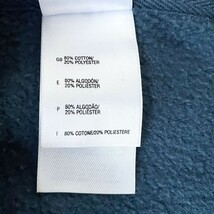 GB 80% COTTON/
20% POLYESTER
E 80% ALGODÓN/
20% POLIÉSTER
P 80% ALGODÃO/
20% POLIÉSTER
I 80% COTONE/20% POLIESTERE